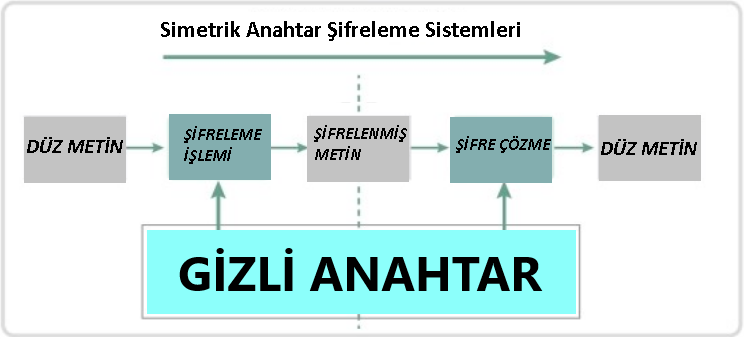 Simetrik Anahtar Şifreleme Sistemleri
DÜZ METİN
ŞİFRELEME
İŞLEMİ
ŞİFRELENMİŞ
METİN
ŞİFRE ÇÖZME
DÜZ METİN
GİZLİ ANAHTAR